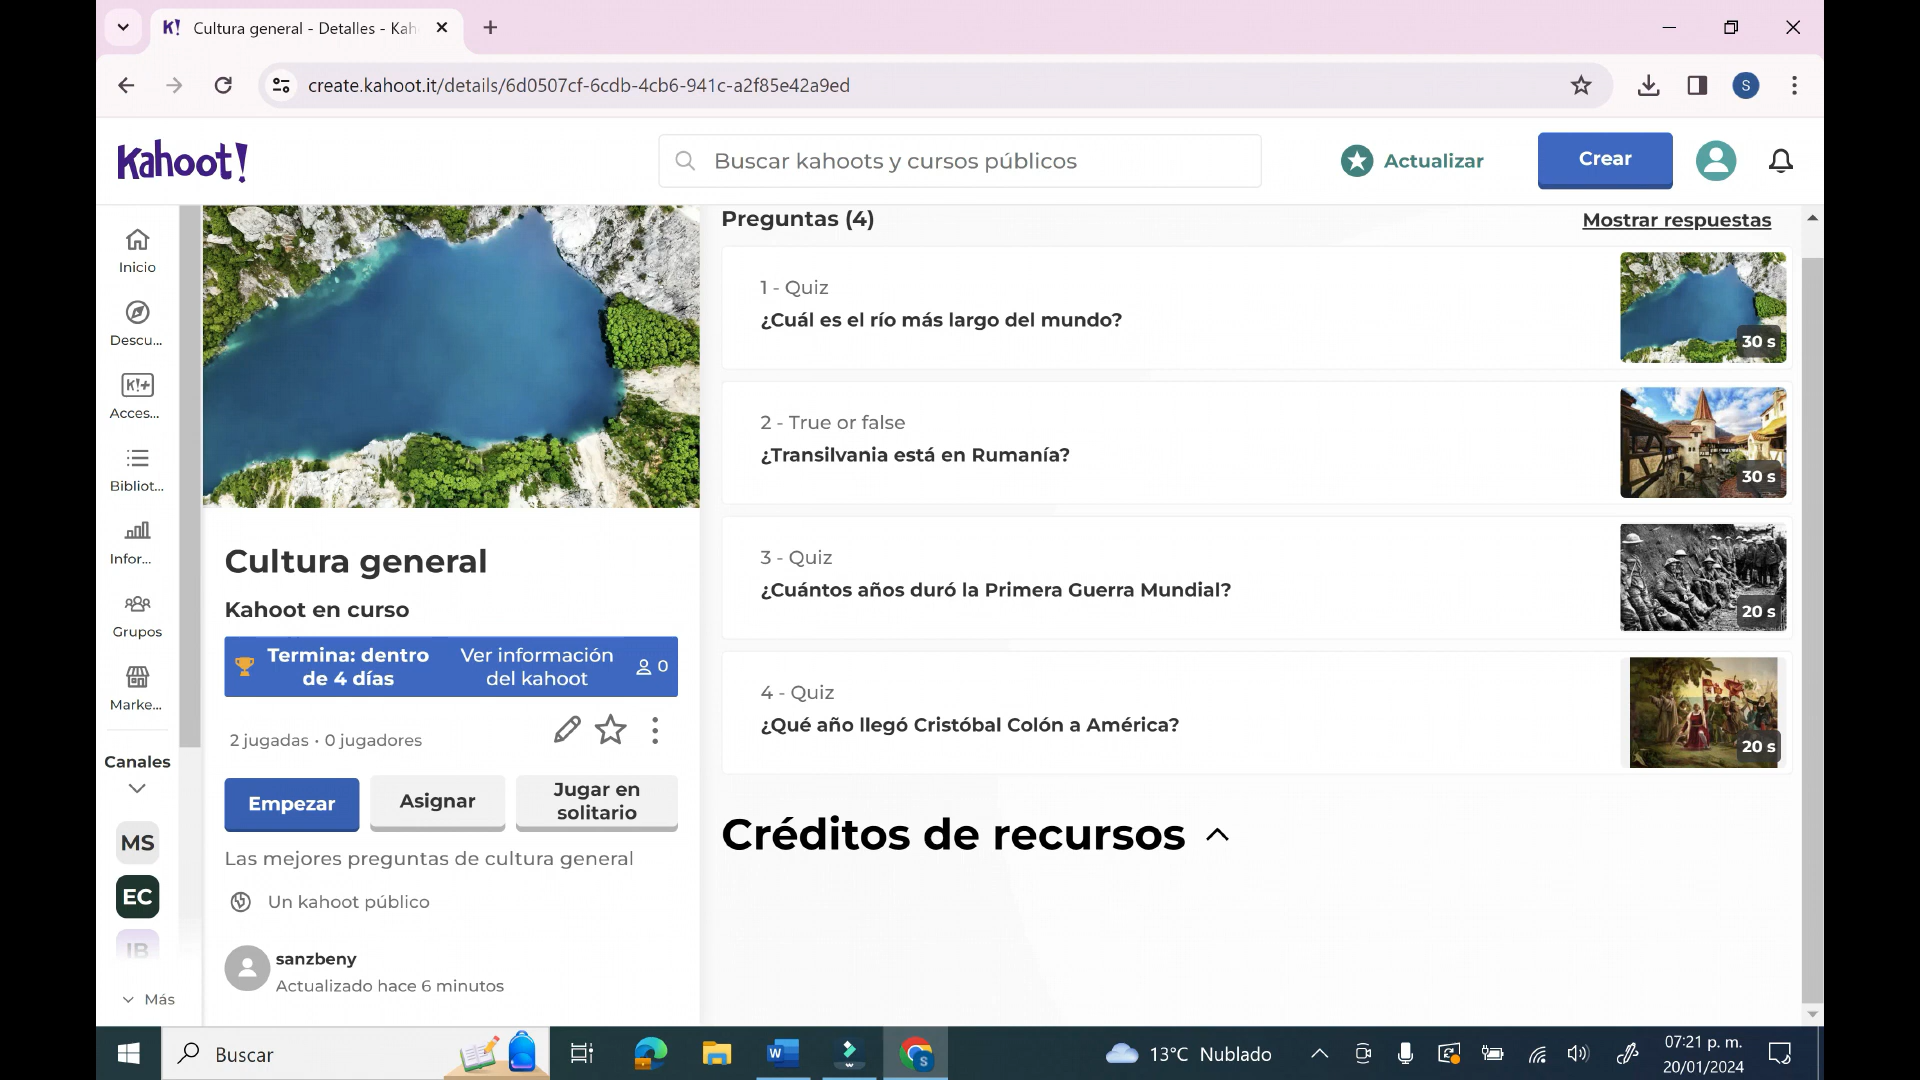 Cultura general - Detalles - Kah
create.kahoot.it/details/6d0507cf-6cdb-4cb6-941c-a2f85e42a9ed
S
Kahoot!
Buscar kahoots y cursos públicos
Actualizar
Crear
Inicio
Descu...
K!+
Acces...
Bibliot...
Infor...
Grupos
Marke...
Canales
MS
EC
IB
Más
Cultura general
Kahoot en curso
Termina: dentro
de 4 días
Ver información
del kahoot
0
2 jugadas · 0 jugadores
Empezar
Asignar
Jugar en
solitario
Las mejores preguntas de cultura general
Un kahoot público
sanzbeny
Actualizado hace 6 minutos
Preguntas (4)
Mostrar respuestas
1 - Quiz
¿Cuál es el río más largo del mundo?
30 s
2 - True or false
¿Transilvania está en Rumanía?
30 s
3 - Quiz
¿Cuántos años duró la Primera Guerra Mundial?
20 s
4 - Quiz
¿Qué año llegó Cristóbal Colón a América?
20 s
Créditos de recursos
Buscar
13°C Nublado
07:21 p. m.
20/01/2024